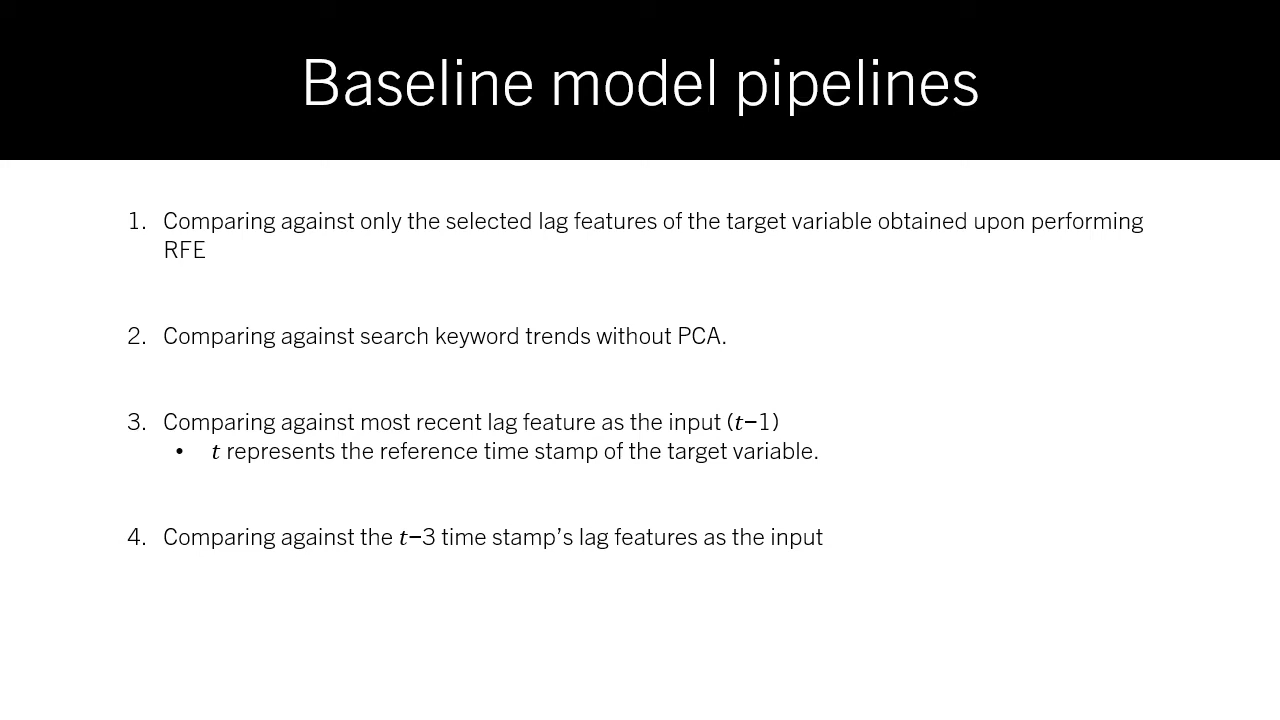 Baseline model pipelines
1. Comparing against only the selected lag features of the target variable obtained upon performing
RFE
2. Comparing against search keyword trends without PCA.
3. Comparing against most recent lag feature as the input (t−1)
• t represents the reference time stamp of the target variable.
4. Comparing against the t−3 time stamp’s lag features as the input